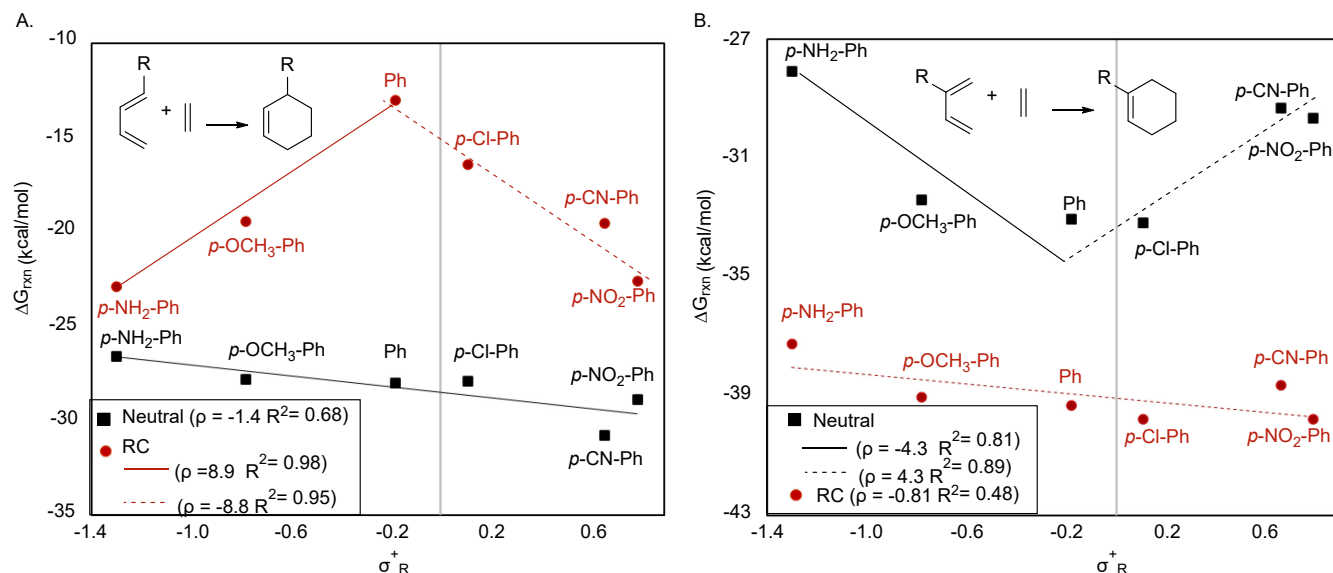 A.
ΔG_rxn (kcal/mol)
-10
-15
-20
-25
-30
-35
R
+
R
Ph
p-Cl-Ph
p-CN-Ph
p-OCH₃-Ph
p-NH₂-Ph
p-NO₂-Ph
p-NH₂-Ph
p-OCH₃-Ph
Ph
p-Cl-Ph
p-NO₂-Ph
p-CN-Ph
Neutral (ρ = -1.4 R²= 0.68)
RC
(ρ =8.9 R²= 0.98)
(ρ = -8.8 R²= 0.95)
-1.4
-1.0
-0.6
-0.2
0.2
0.6
σ⁺_R
B.
ΔG_rxn (kcal/mol)
-27
-31
-35
-39
-43
p-NH₂-Ph
R
+
R
p-CN-Ph
p-NO₂-Ph
p-OCH₃-Ph
Ph
p-Cl-Ph
p-NH₂-Ph
p-OCH₃-Ph
Ph
p-CN-Ph
p-Cl-Ph
p-NO₂-Ph
Neutral
(ρ = -4.3 R²= 0.81)
(ρ = 4.3 R²= 0.89)
RC (ρ = -0.81 R²= 0.48)
-1.4
-1.0
-0.6
-0.2
0.2
0.6
σ⁺_R